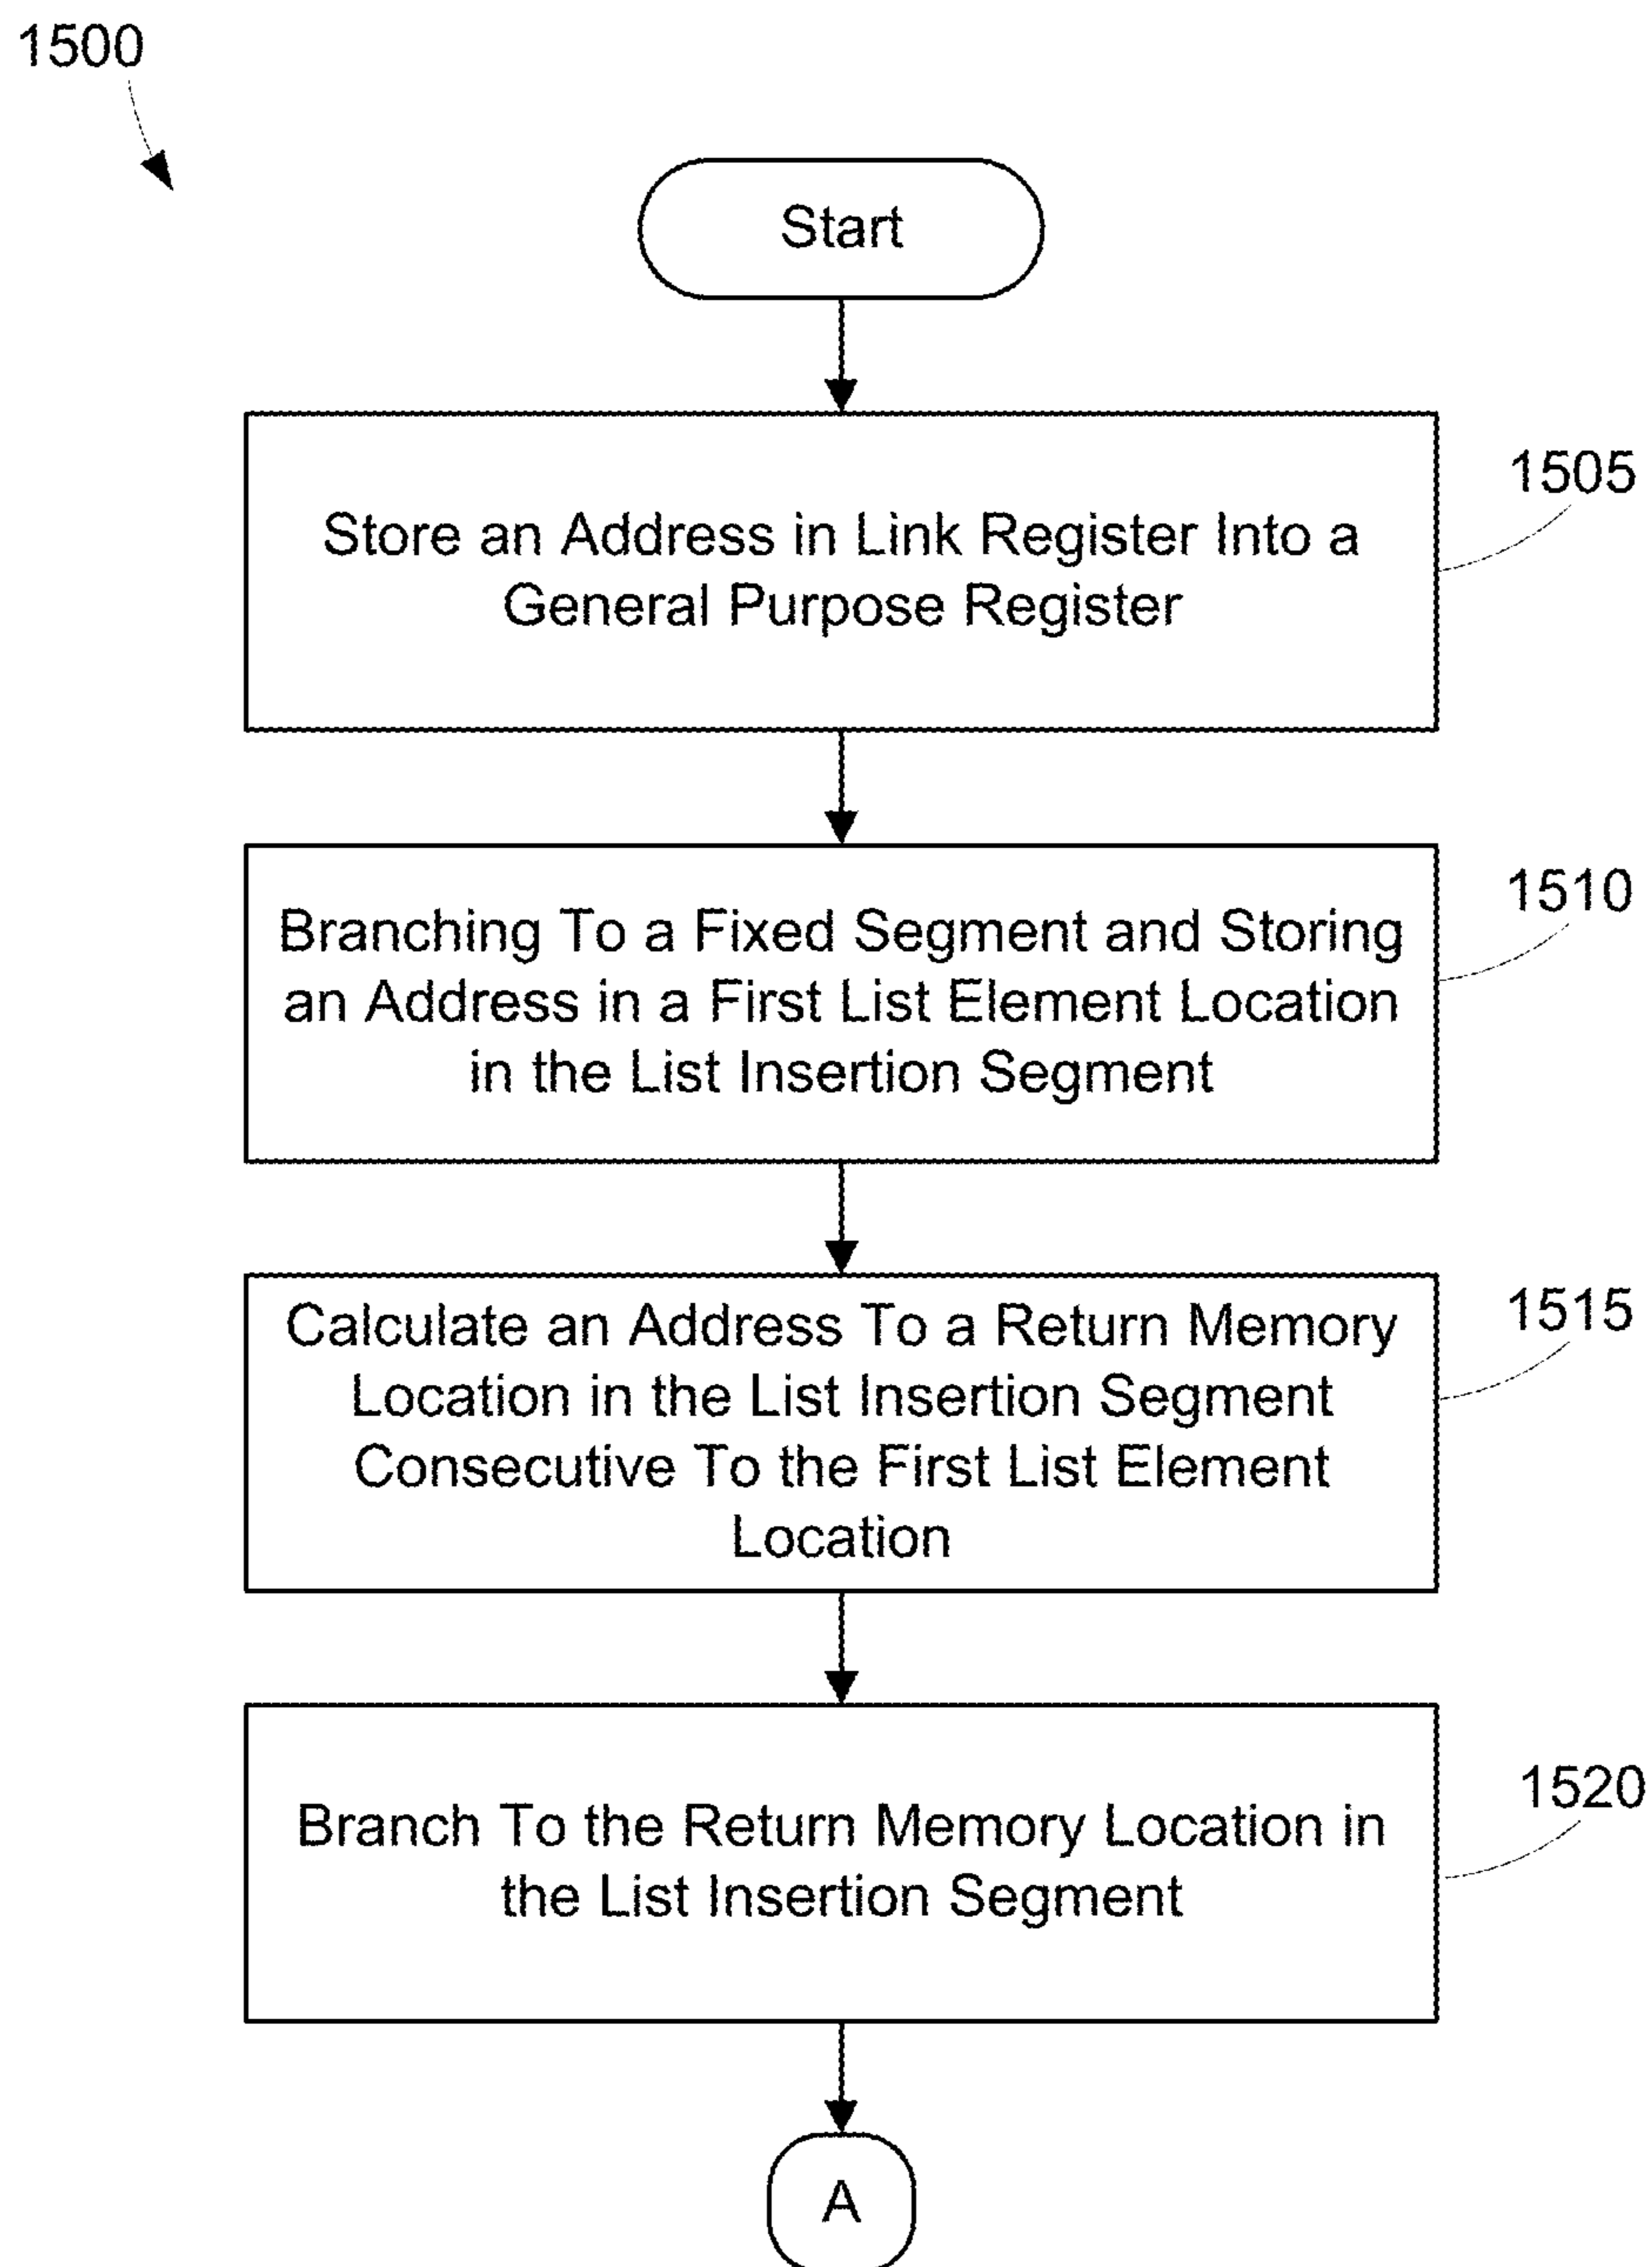 1500
Start
1505
Store an Address in Link Register Into a
General Purpose Register
1510
Branching To a Fixed Segment and Storing
an Address in a First List Element Location
in the List Insertion Segment
1515
Calculate an Address To a Return Memory
Location in the List Insertion Segment
Consecutive To the First List Element
Location
1520
Branch To the Return Memory Location in
the List Insertion Segment
A